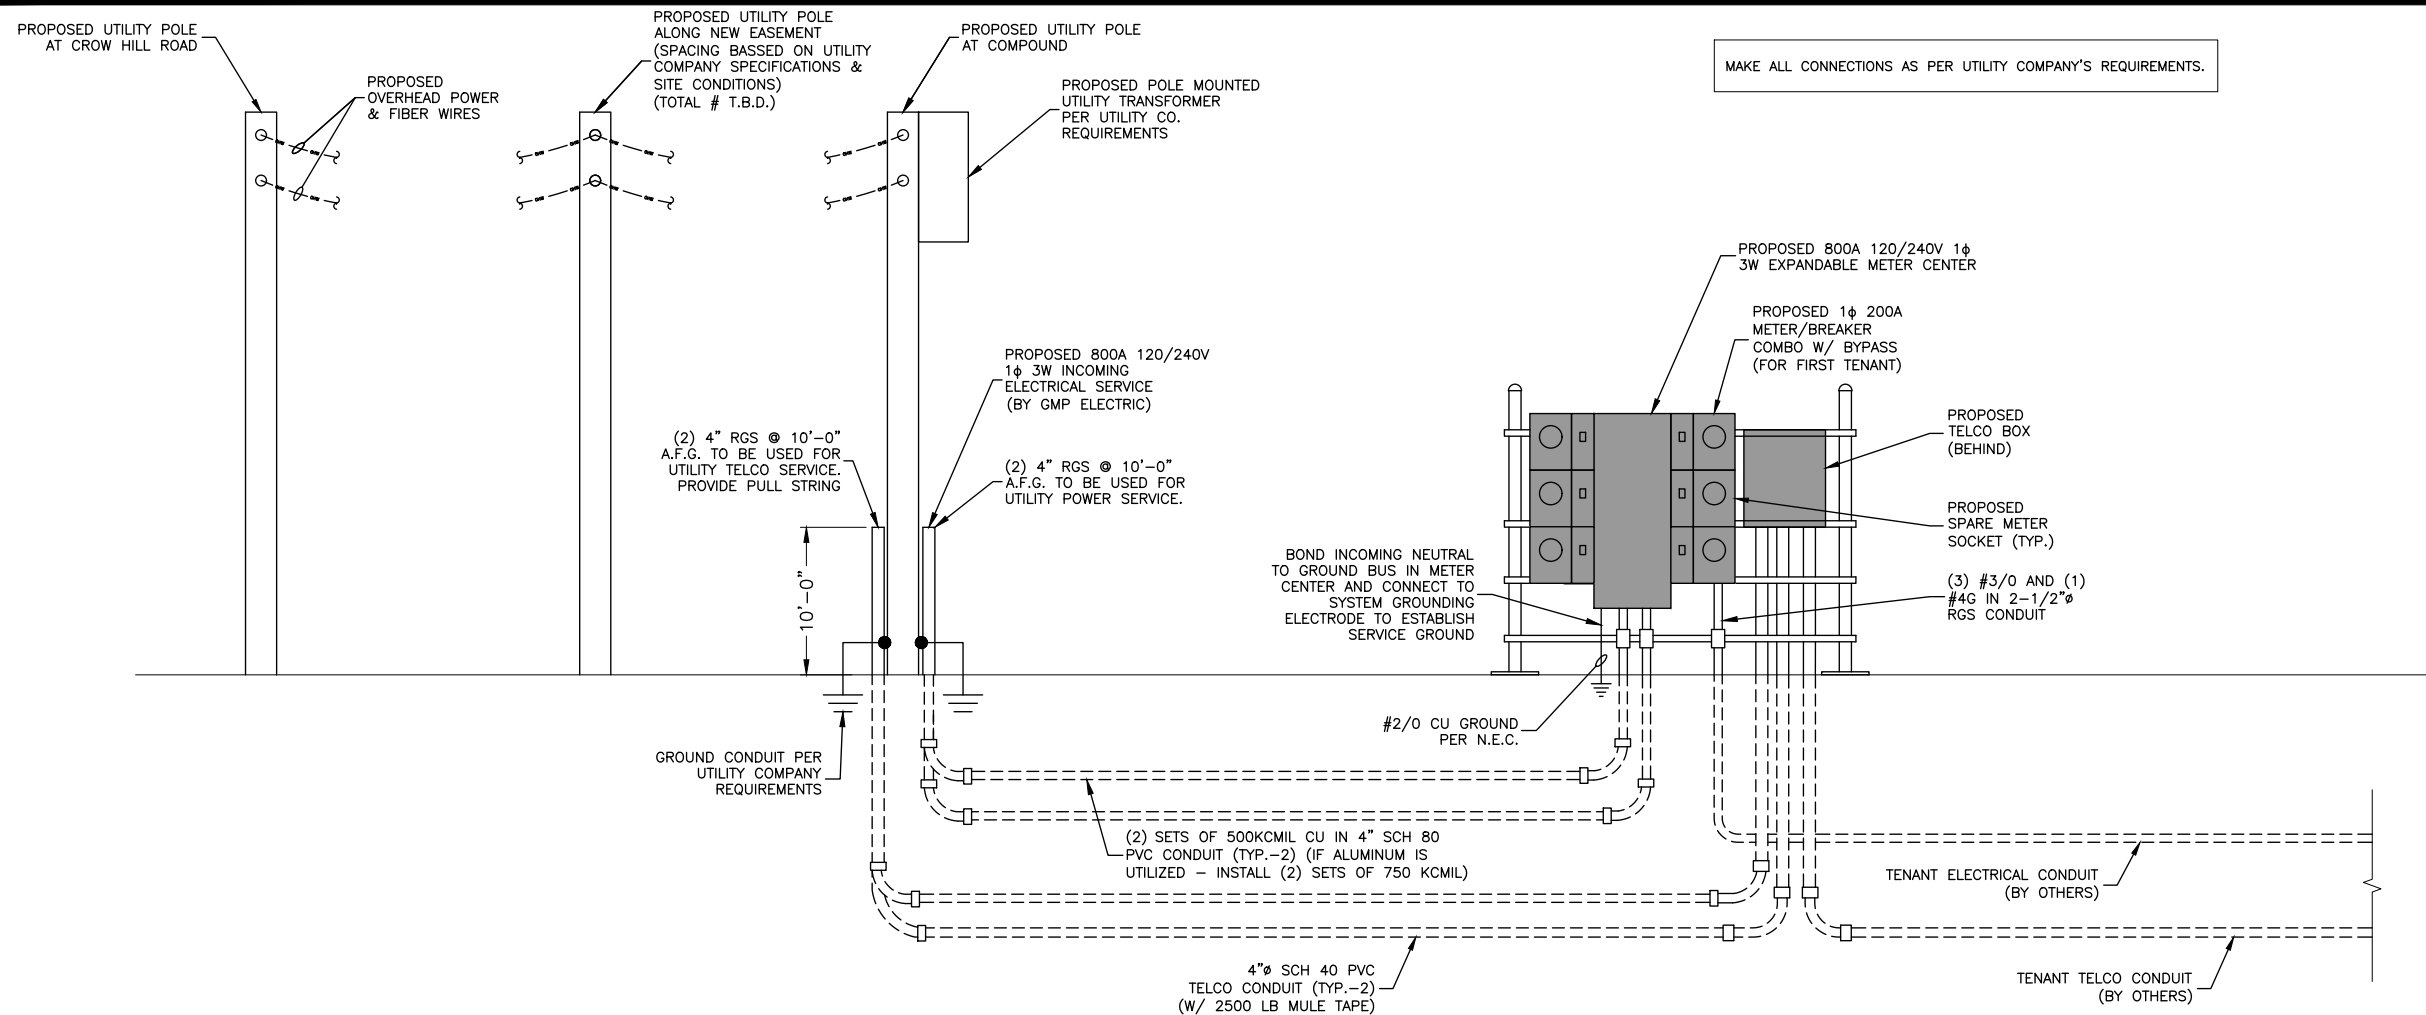 PROPOSED UTILITY POLE
AT CROW HILL ROAD
PROPOSED
OVERHEAD POWER
& FIBER WIRES
PROPOSED UTILITY POLE
ALONG NEW EASEMENT
(SPACING BASSED ON UTILITY
COMPANY SPECIFICATIONS &
SITE CONDITIONS)
(TOTAL # T.B.D.)
PROPOSED UTILITY POLE
AT COMPOUND
PROPOSED POLE MOUNTED
UTILITY TRANSFORMER
PER UTILITY CO.
REQUIREMENTS
MAKE ALL CONNECTIONS AS PER UTILITY COMPANY'S REQUIREMENTS.
PROPOSED 800A 120/240V 1ϕ
3W EXPANDABLE METER CENTER
PROPOSED 1ϕ 200A
METER/BREAKER
COMBO W/ BYPASS
(FOR FIRST TENANT)
PROPOSED 800A 120/240V
1ϕ 3W INCOMING
ELECTRICAL SERVICE
(BY GMP ELECTRIC)
(2) 4" RGS @ 10'-0"
A.F.G. TO BE USED FOR
UTILITY TELCO SERVICE.
PROVIDE PULL STRING
(2) 4" RGS @ 10'-0"
A.F.G. TO BE USED FOR
UTILITY POWER SERVICE.
PROPOSED
TELCO BOX
(BEHIND)
PROPOSED
SPARE METER
SOCKET (TYP.)
10'-0"
BOND INCOMING NEUTRAL
TO GROUND BUS IN METER
CENTER AND CONNECT TO
SYSTEM GROUNDING
ELECTRODE TO ESTABLISH
SERVICE GROUND
(3) #3/0 AND (1)
#4G IN 2-1/2"Ø
RGS CONDUIT
#2/0 CU GROUND
PER N.E.C.
GROUND CONDUIT PER
UTILITY COMPANY
REQUIREMENTS
(2) SETS OF 500KCMIL CU IN 4" SCH 80
PVC CONDUIT (TYP.-2) (IF ALUMINUM IS
UTILIZED - INSTALL (2) SETS OF 750 KCMIL)
TENANT ELECTRICAL CONDUIT
(BY OTHERS)
4"Ø SCH 40 PVC
TELCO CONDUIT (TYP.-2)
(W/ 2500 LB MULE TAPE)
TENANT TELCO CONDUIT
(BY OTHERS)